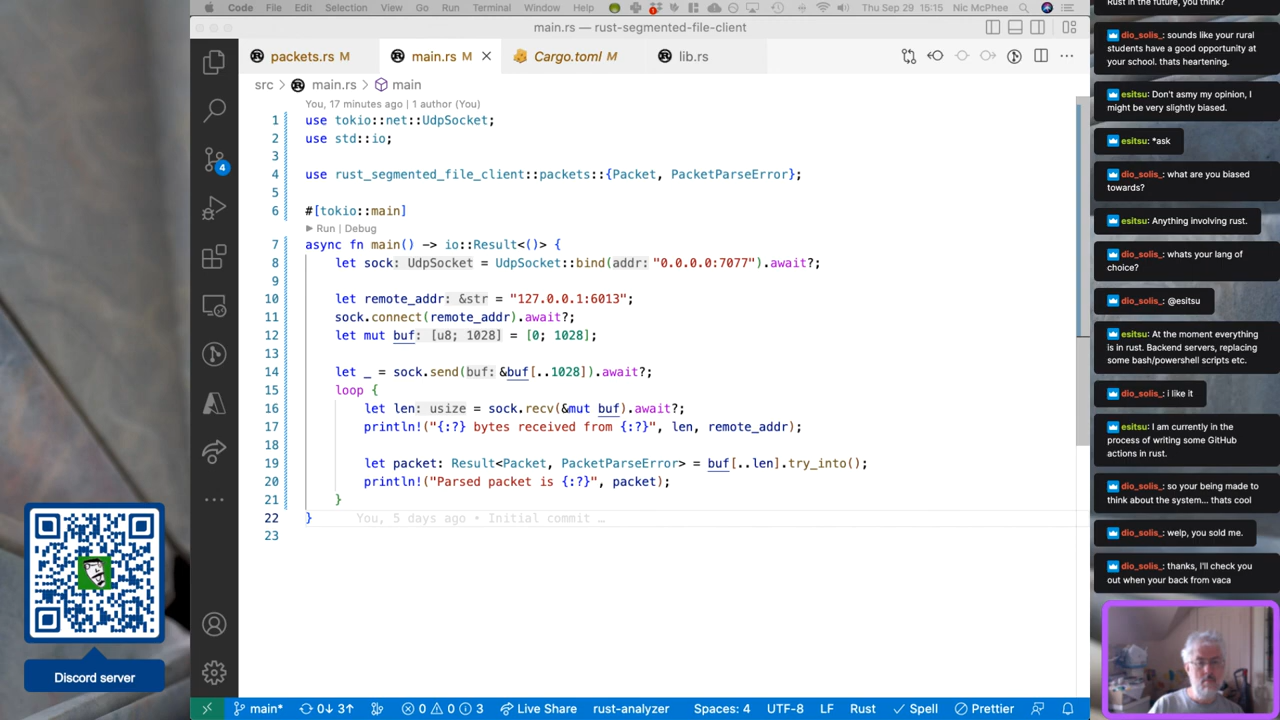 Code File Edit Selection View Go Run Terminal Window Help Thu Sep 29 15:15 Nic McPhee
main.rs — rust-segmented-file-client
packets.rs M main.rs M Cargo.toml M lib.rs
src > main.rs > main
You, 17 minutes ago | 1 author (You)
1 use tokio::net::UdpSocket;
2 use std::io;
3
4 use rust_segmented_file_client::packets::{Packet, PacketParseError};
5
6 #[tokio::main]
▶ Run | Debug
7 async fn main() -> io::Result<()> {
8 let sock: UdpSocket = UdpSocket::bind(addr: "0.0.0.0:7077").await?;
9
10 let remote_addr: &str = "127.0.0.1:6013";
11 sock.connect(remote_addr).await?;
12 let mut buf: [u8; 1028] = [0; 1028];
13
14 let _ = sock.send(buf: &buf[..1028]).await?;
15 loop {
16 let len: usize = sock.recv(&mut buf).await?;
17 println!("{:?} bytes received from {:?}", len, remote_addr);
18
19 let packet: Result<Packet, PacketParseError> = buf[..len].try_into();
20 println!("Parsed packet is {:?}", packet);
21 }
22 } You, 5 days ago • Initial commit …
23
4
main* 0↓ 3↑ 0 0 3 Live Share rust-analyzer Spaces: 4 UTF-8 LF Rust Spell Prettier
Discord server
Rust in the future, you think?
dio_solis_: sounds like your rural
students have a good opportunity at
your school. thats heartening.
esitsu: Don't asmy my opinion, I
might be very slightly biased.
esitsu: *ask
dio_solis_: what are you biased
towards?
esitsu: Anything involving rust.
dio_solis_: whats your lang of
choice?
dio_solis_: @esitsu
esitsu: At the moment everything
is in rust. Backend servers, replacing
some bash/powershell scripts etc.
dio_solis_: i like it
esitsu: I am currently in the
process of writing some GitHub
actions in rust.
dio_solis_: so your being made to
think about the system... thats cool
dio_solis_: welp, you sold me.
dio_solis_: thanks, I'll check you
out when your back from vaca